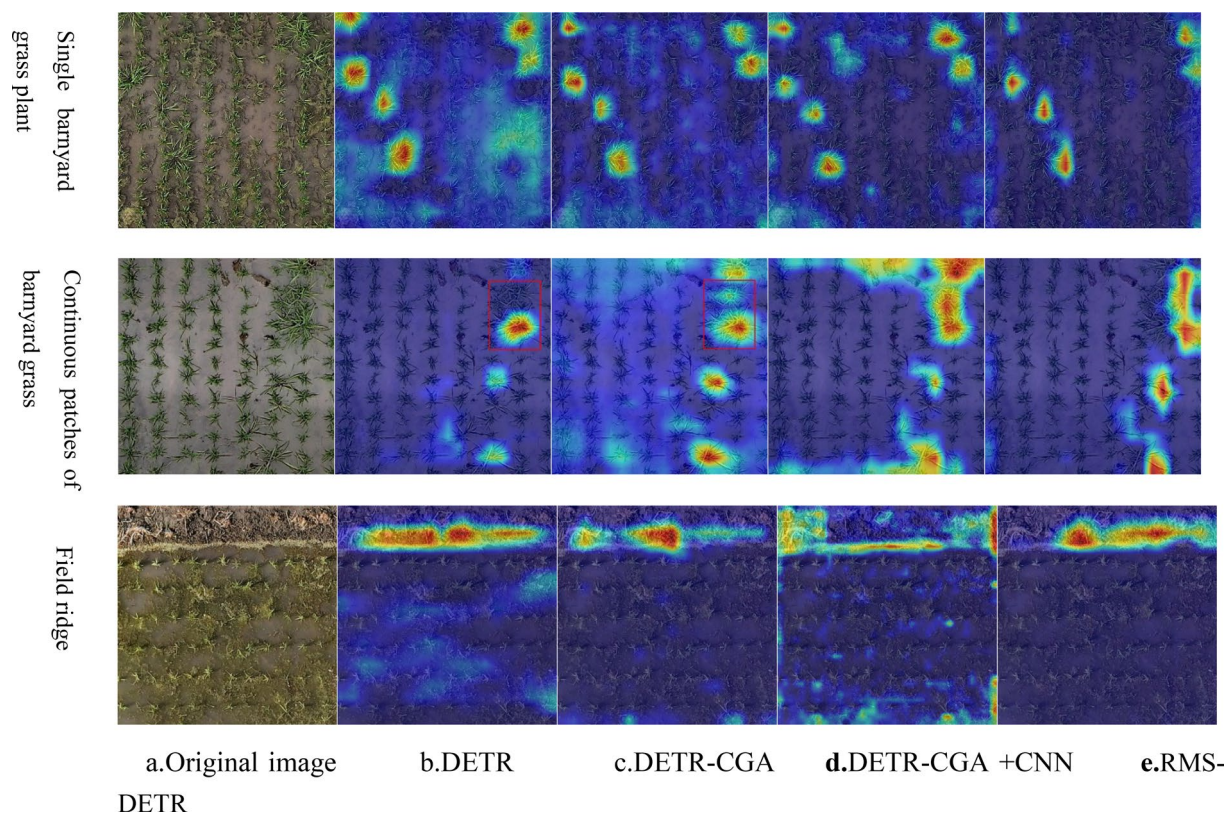 Single barnyard
grass plant
Continuous patches of
barnyard grass
Field ridge
a.Original image b.DETR c.DETR-CGA d.DETR-CGA +CNN e.RMS-
DETR